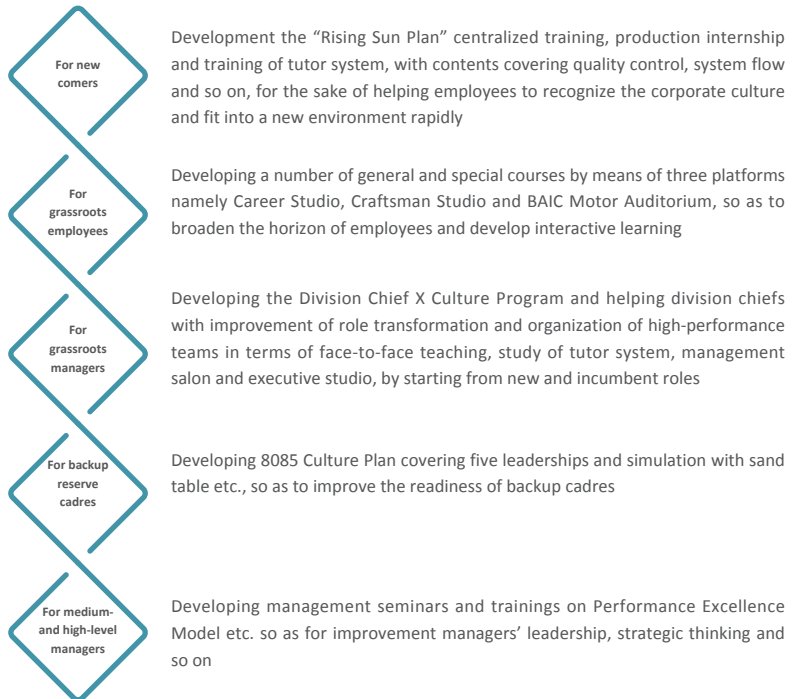 For new
comers
Development the “Rising Sun Plan” centralized training, production internship
and training of tutor system, with contents covering quality control, system flow
and so on, for the sake of helping employees to recognize the corporate culture
and fit into a new environment rapidly
For
grassroots
employees
Developing a number of general and special courses by means of three platforms
namely Career Studio, Craftsman Studio and BAIC Motor Auditorium, so as to
broaden the horizon of employees and develop interactive learning
For
grassroots
managers
Developing the Division Chief X Culture Program and helping division chiefs
with improvement of role transformation and organization of high-performance
teams in terms of face-to-face teaching, study of tutor system, management
salon and executive studio, by starting from new and incumbent roles
For backup
reserve
cadres
Developing 8085 Culture Plan covering five leaderships and simulation with sand
table etc., so as to improve the readiness of backup cadres
For medium-
and high-level
managers
Developing management seminars and trainings on Performance Excellence
Model etc. so as for improvement managers’ leadership, strategic thinking and
so on